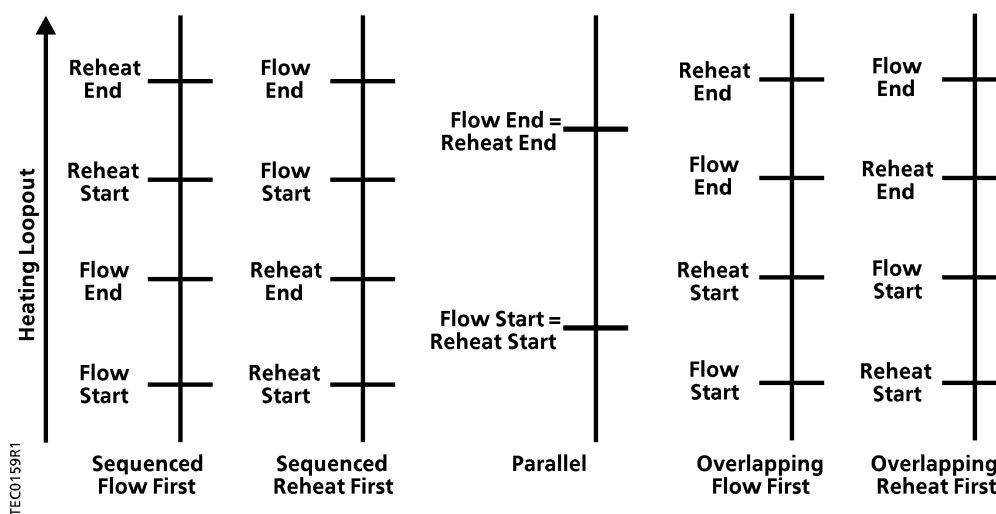 Heating Loopout
TEC0159R1
Reheat
End
Reheat
Start
Flow
End
Flow
Start
Sequenced
Flow First
Flow
End
Flow
Start
Reheat
End
Reheat
Start
Sequenced
Reheat First
Flow End =
Reheat End
Flow Start =
Reheat Start
Parallel
Reheat
End
Flow
End
Reheat
Start
Flow
Start
Overlapping
Flow First
Flow
End
Reheat
End
Flow
Start
Reheat
Start
Overlapping
Reheat First